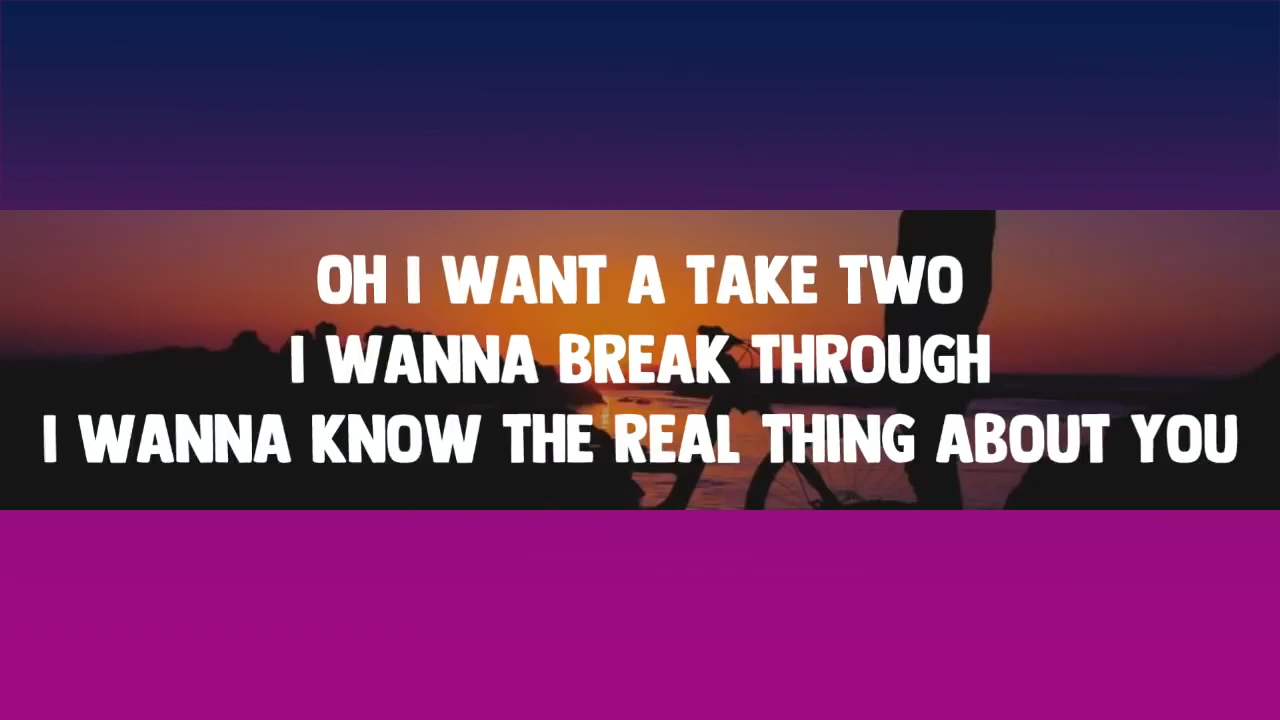 OH I WANT A TAKE TWO
I WANNA BREAK THROUGH
I WANNA KNOW THE REAL THING ABOUT YOU